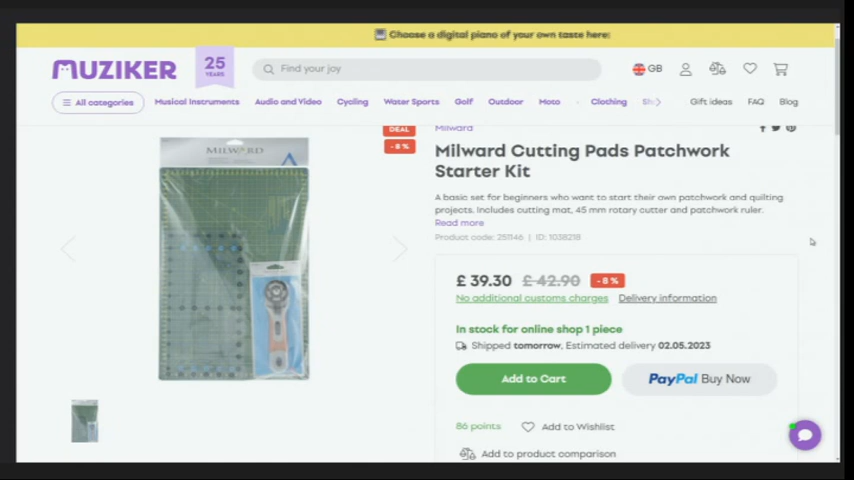 Choose a digital piano of your own taste here:
MUZIKER
25
YEARS
Find your joy
GB
All categories
Musical Instruments
Audio and Video
Cycling
Water Sports
Golf
Outdoor
Moto
Clothing
Gift ideas
FAQ
Blog
DEAL
-8%
MILWARD
Milward
Milward Cutting Pads Patchwork
Starter Kit
A basic set for beginners who want to start their own patchwork and quilting
projects. Includes cutting mat, 45 mm rotary cutter and patchwork ruler.
Read more
Product code: 251146 | ID: 1038218
£ 39.30 £ 42.90 -8%
No additional customs charges Delivery information
In stock for online shop 1 piece
Shipped tomorrow, Estimated delivery 02.05.2023
Add to Cart
PayPal Buy Now
86 points
Add to Wishlist
Add to product comparison